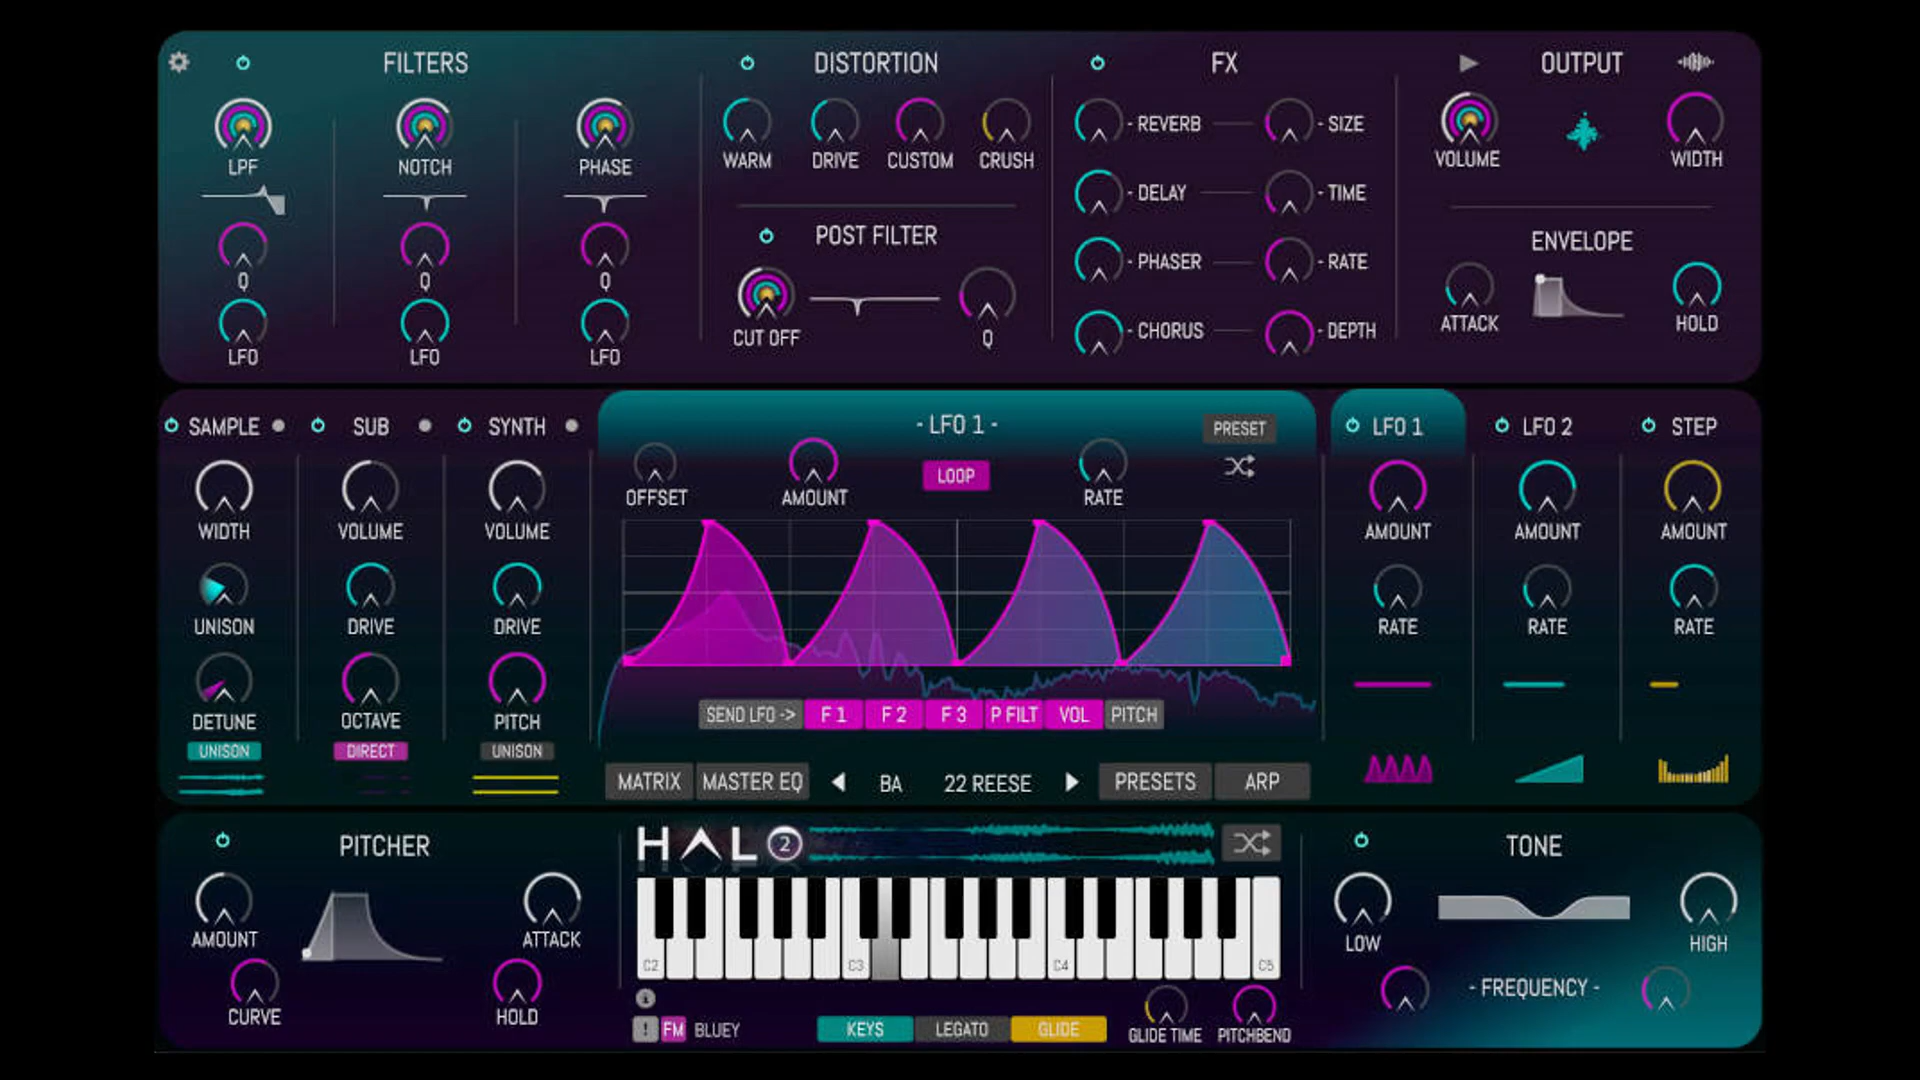 FILTERS
DISTORTION
FX
OUTPUT
LPF
NOTCH
PHASE
WARM
DRIVE
CUSTOM
CRUSH
- REVERB
- SIZE
VOLUME
WIDTH
- DELAY
- TIME
Q
Q
Q
POST FILTER
ENVELOPE
- PHASER
- RATE
LFO
LFO
LFO
CUT OFF
Q
- CHORUS
- DEPTH
ATTACK
HOLD
SAMPLE
SUB
SYNTH
- LFO 1 -
PRESET
LFO 1
LFO 2
STEP
OFFSET
AMOUNT
LOOP
RATE
WIDTH
VOLUME
VOLUME
AMOUNT
AMOUNT
AMOUNT
UNISON
DRIVE
DRIVE
RATE
RATE
RATE
DETUNE
OCTAVE
PITCH
SEND LFO -> F 1 F 2 F 3 P FILT VOL PITCH
UNISON
DIRECT
UNISON
MATRIX
MASTER EQ
BA
22 REESE
PRESETS
ARP
PITCHER
HAL 2
TONE
AMOUNT
ATTACK
LOW
HIGH
C2
C3
C4
C5
CURVE
HOLD
- FREQUENCY -
i
! FM BLUEY
KEYS
LEGATO
GLIDE
GLIDE TIME
PITCHBEND